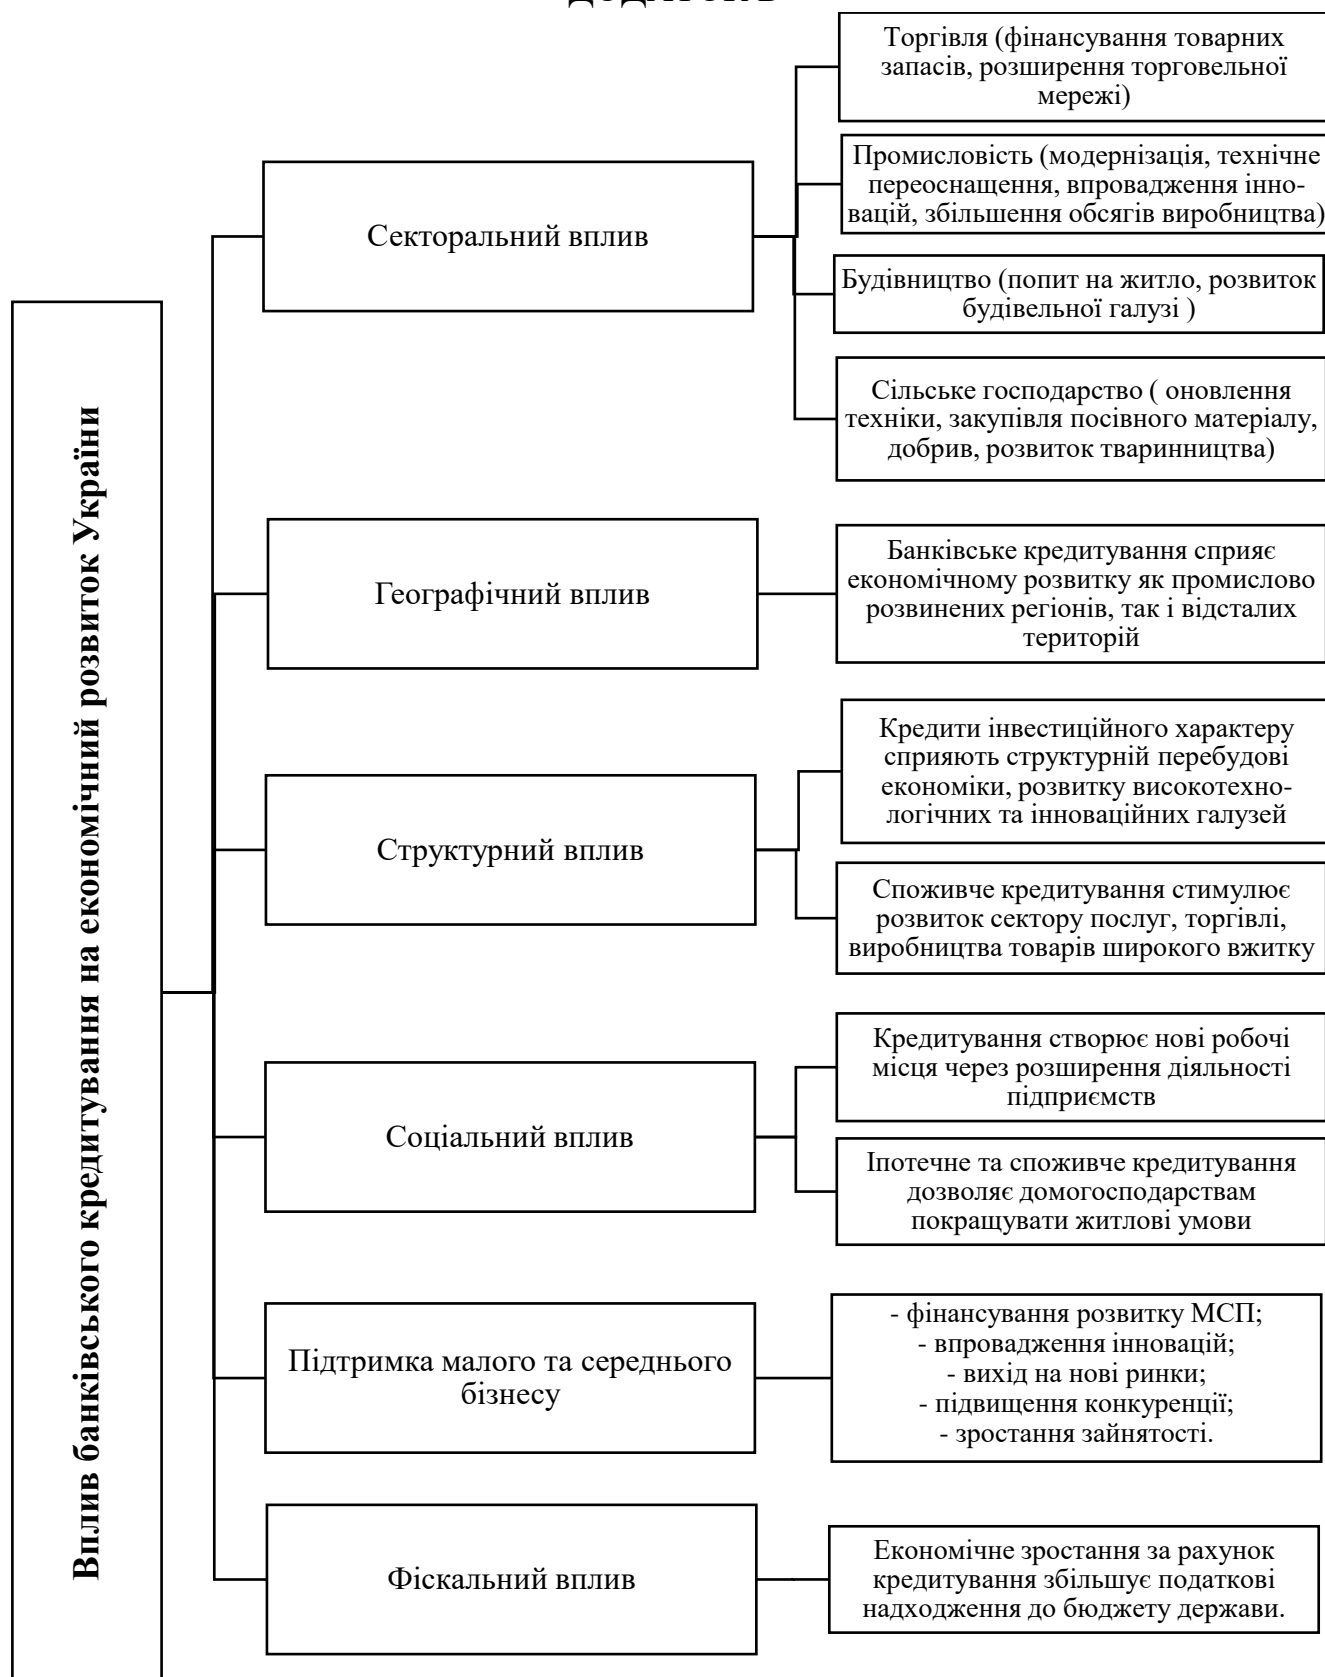 Вплив банківського кредитування на економічний розвиток України
Секторальний вплив
Торгівля (фінансування товарних
запасів, розширення торговельної
мережі)
Промисловість (модернізація, технічне
переоснащення, впровадження інно-
вацій, збільшення обсягів виробництва)
Будівництво (попит на житло, розвиток
будівельної галузі )
Сільське господарство ( оновлення
техніки, закупівля посівного матеріалу,
добрив, розвиток тваринництва)
Географічний вплив
Банківське кредитування сприяє
економічному розвитку як промислово
розвинених регіонів, так і відсталих
територій
Структурний вплив
Кредити інвестиційного характеру
сприяють структурній перебудові
економіки, розвитку високотехно-
логічних та інноваційних галузей
Споживче кредитування стимулює
розвиток сектору послуг, торгівлі,
виробництва товарів широкого вжитку
Соціальний вплив
Кредитування створює нові робочі
місця через розширення діяльності
підприємств
Іпотечне та споживче кредитування
дозволяє домогосподарствам
покращувати житлові умови
Підтримка малого та середнього
бізнесу
- фінансування розвитку МСП;
- впровадження інновацій;
- вихід на нові ринки;
- підвищення конкуренції;
- зростання зайнятості.
Фіскальний вплив
Економічне зростання за рахунок
кредитування збільшує податкові
надходження до бюджету держави.